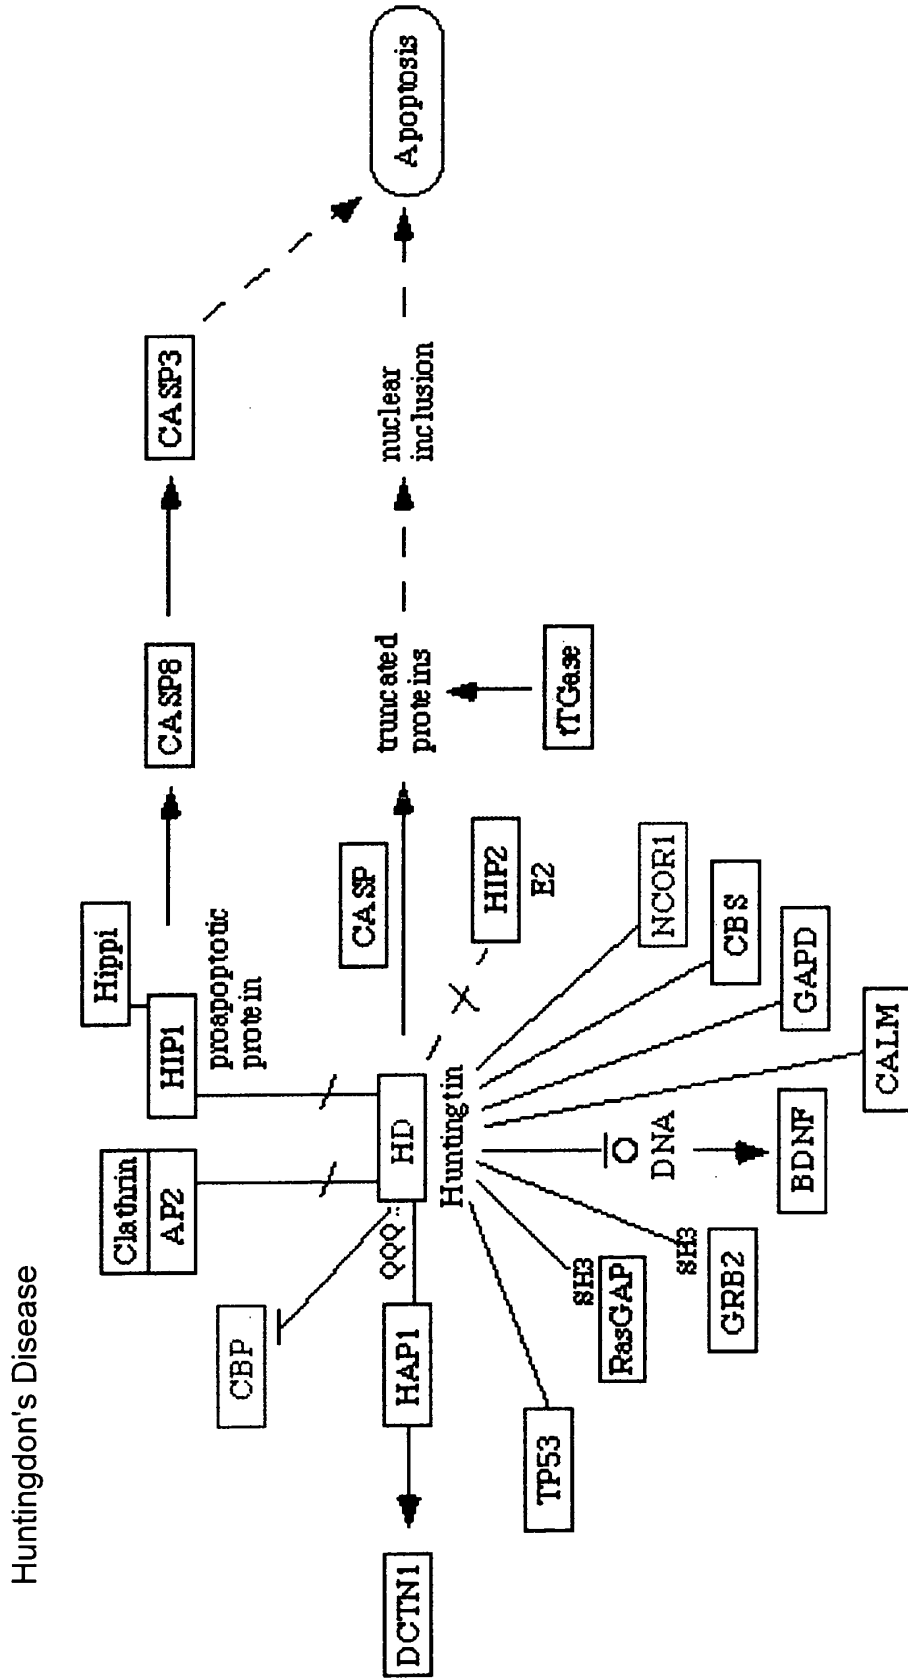 Huntingdon's Disease
Clathrin
AP2
Hippi
HIP1
proapoptotic
protein
CASP8
CASP3
CBP
DCTN1
HAP1
QQQ
HD
Huntingtin
CASP
truncated
proteins
nuclear
inclusion
Apoptosis
tTGase
HIP2
E2
TP53
SH3
RasGAP
SH3
GRB2
DNA
BDNF
CALM
GAPD
CBS
NCOR1